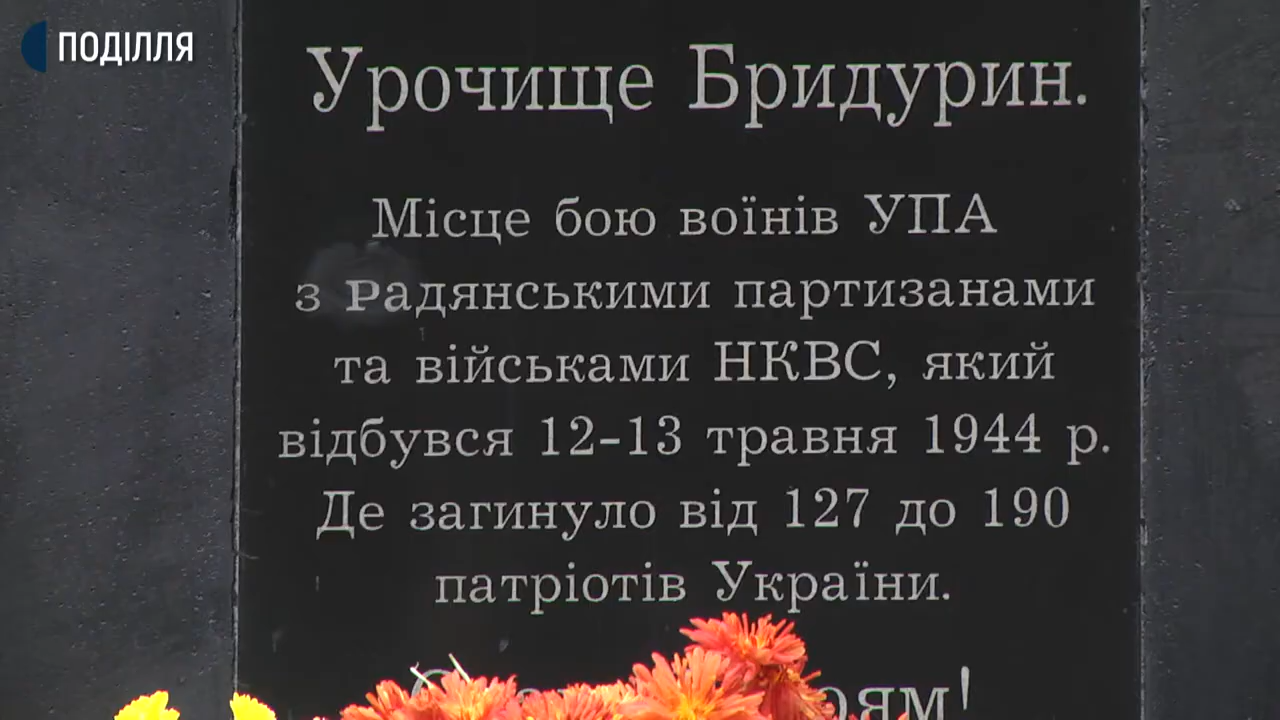 ПОДІЛЛЯ
Урочище Бридурин.
Місце бою воїнів УПА
з Радянськими партизанами
та військами НКВС, який
відбувся 12-13 травня 1944 р.
Де загинуло від 127 до 190
патріотів України.